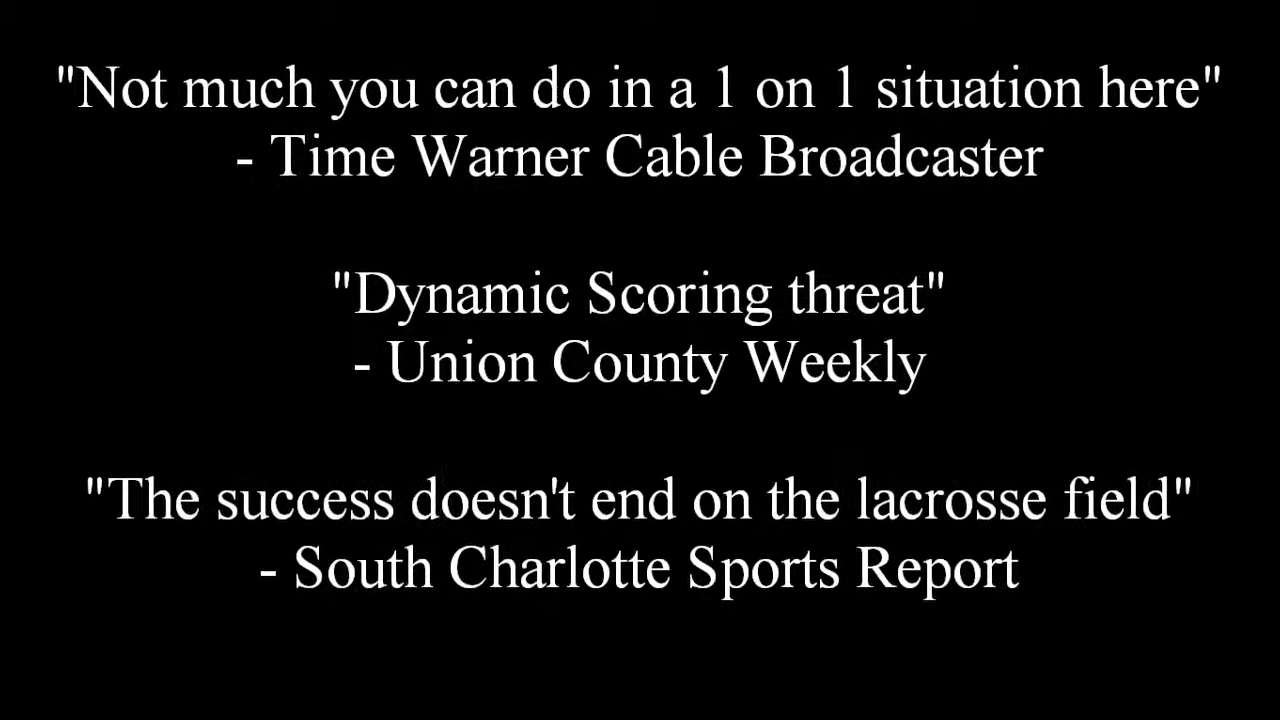 "Not much you can do in a 1 on 1 situation here"
- Time Warner Cable Broadcaster
"Dynamic Scoring threat"
- Union County Weekly
"The success doesn't end on the lacrosse field"
- South Charlotte Sports Report